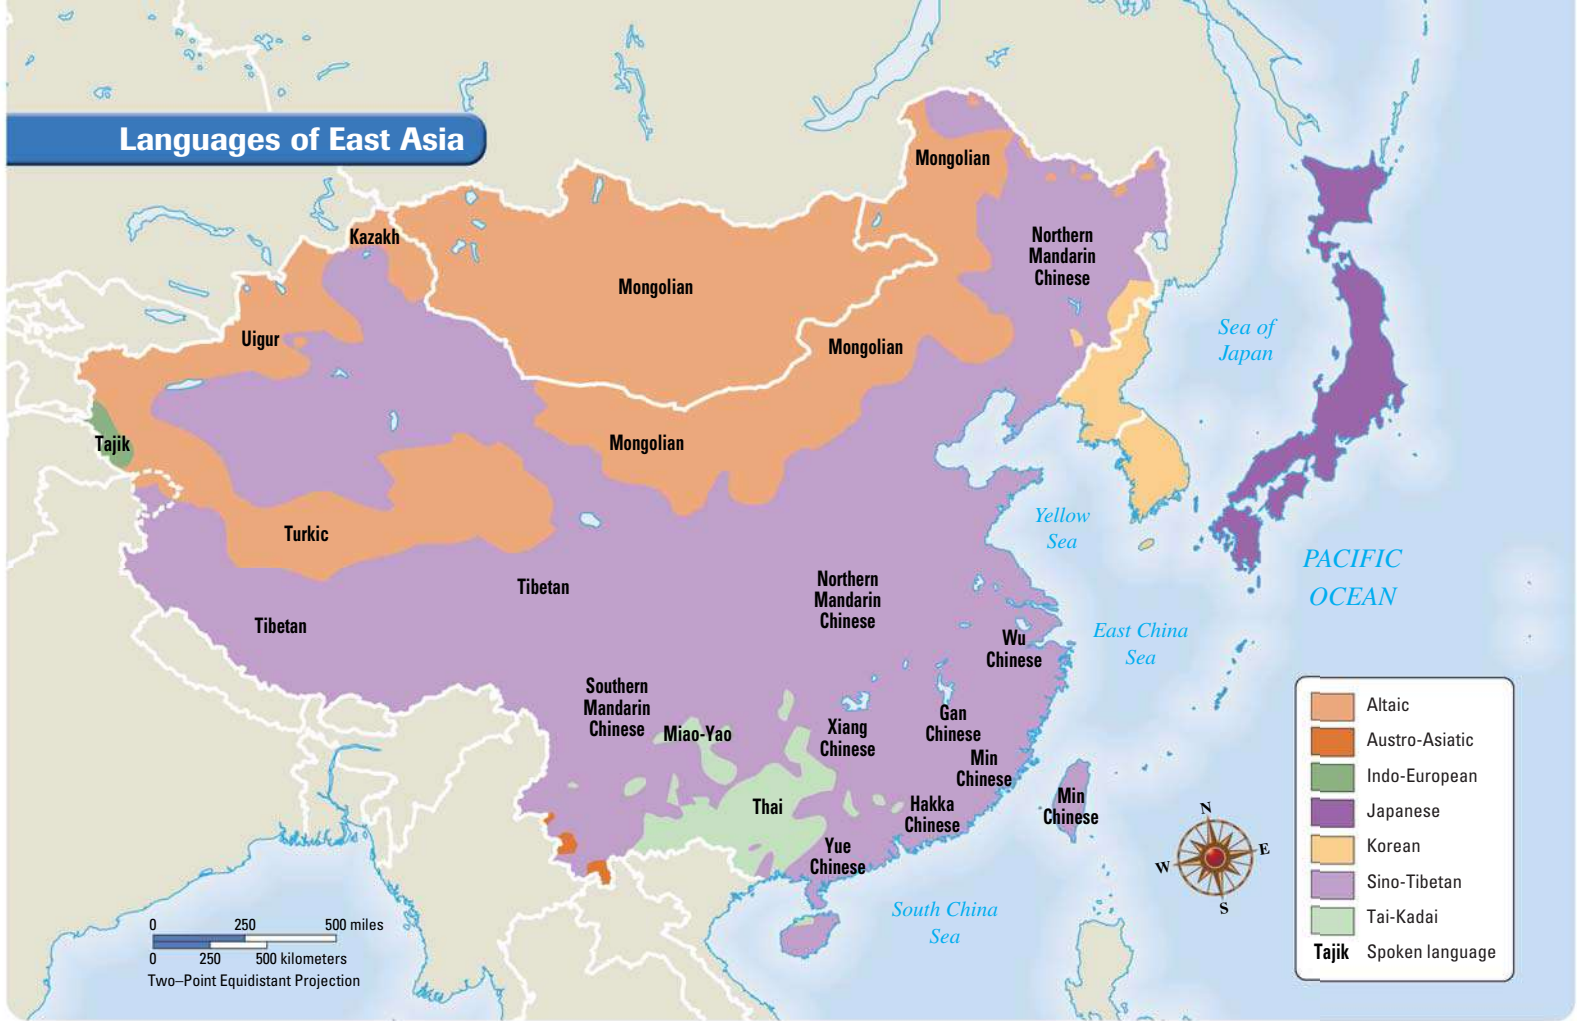 Languages of East Asia
Mongolian
Kazakh
Northern
Mandarin
Chinese
Mongolian
Uigur
Mongolian
Sea of
Japan
Tajik
Mongolian
Turkic
Yellow
Sea
PACIFIC
OCEAN
Tibetan
Northern
Mandarin
Chinese
Tibetan
Wu
Chinese
East China
Sea
Southern
Mandarin
Chinese
Miao-Yao
Xiang
Chinese
Gan
Chinese
Min
Chinese
Min
Chinese
Thai
Hakka
Chinese
Yue
Chinese
South China
Sea
N
W
E
S
Altaic
Austro-Asiatic
Indo-European
Japanese
Korean
Sino-Tibetan
Tai-Kadai
Tajik Spoken language
0 250 500 miles
0 250 500 kilometers
Two–Point Equidistant Projection